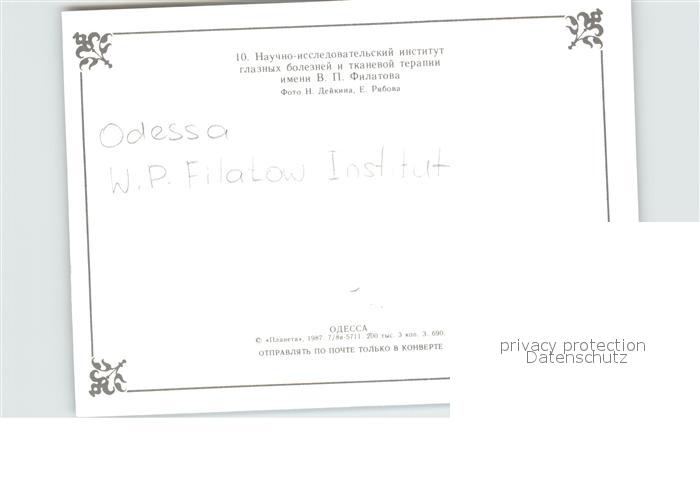 10. Научно-исследовательский институт
глазных болезней и тканевой терапии
имени В. П. Филатова
Фото Н. Дейкина, Е. Рябова
Odessa
W.P. Filatow Institut
ОДЕССА
© «Планета», 1987. 7/8в-5711. 200 тыс. 3 коп. З. 690.
ОТПРАВЛЯТЬ ПО ПОЧТЕ ТОЛЬКО В КОНВЕРТЕ
privacy protection
Datenschutz